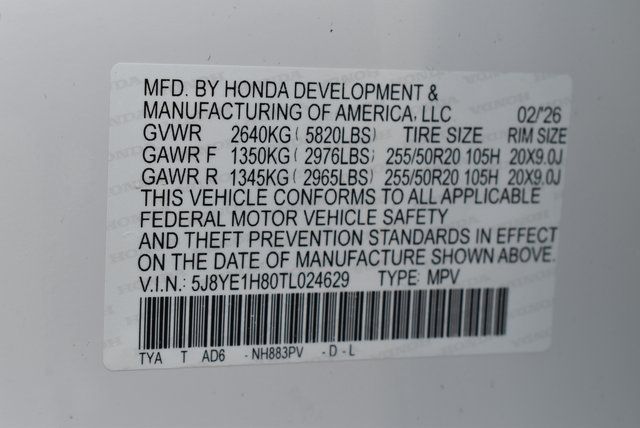 MFD. BY HONDA DEVELOPMENT &
MANUFACTURING OF AMERICA, LLC 02/'26
GVWR 2640KG ( 5820LBS) TIRE SIZE RIM SIZE
GAWR F 1350KG ( 2976LBS) 255/50R20 105H 20X9.0J
GAWR R 1345KG ( 2965LBS) 255/50R20 105H 20X9.0J
THIS VEHICLE CONFORMS TO ALL APPLICABLE
FEDERAL MOTOR VEHICLE SAFETY
AND THEFT PREVENTION STANDARDS IN EFFECT
ON THE DATE OF MANUFACTURE SHOWN ABOVE.
V.I.N.: 5J8YE1H80TL024629 TYPE: MPV
TYA T AD6 -NH883PV -D-L